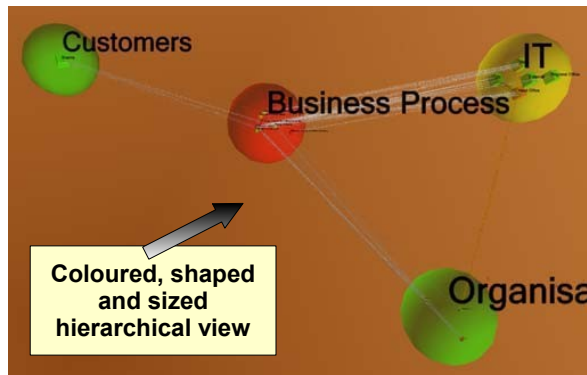 Customers
IT
Business Process
Organisa
Coloured, shaped
and sized
hierarchical view